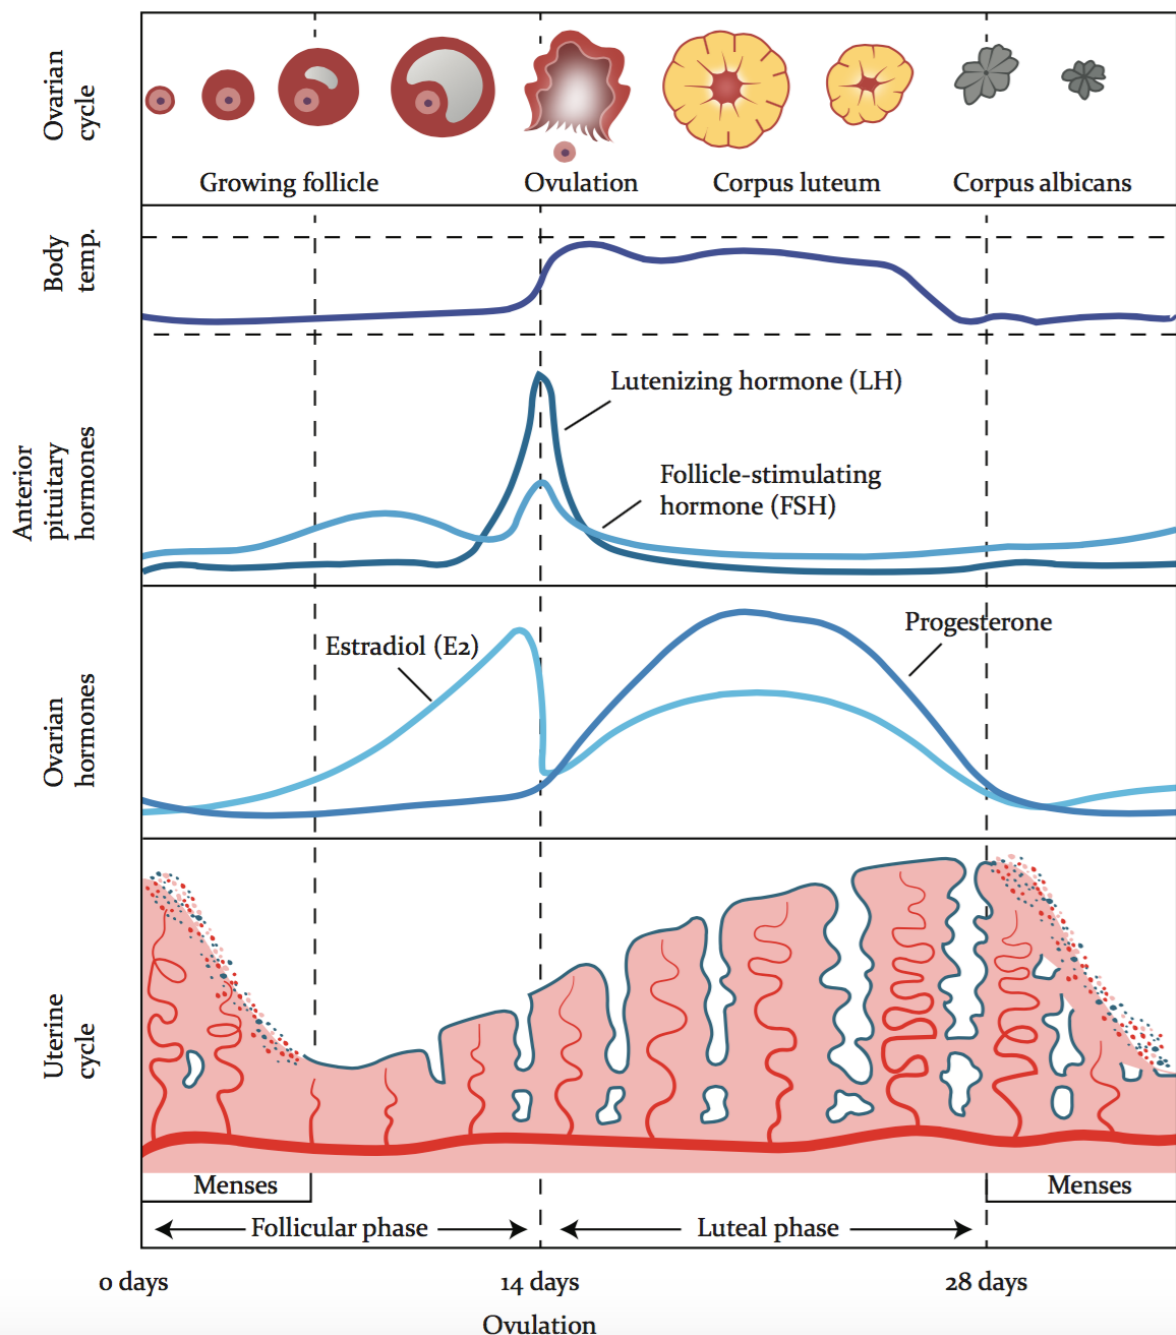 Ovarian
cycle
Growing follicle
Ovulation
Corpus luteum
Corpus albicans
Body
temp.
Anterior
pituitary
hormones
Lutenizing hormone (LH)
Follicle-stimulating
hormone (FSH)
Ovarian
hormones
Estradiol (E2)
Progesterone
Uterine
cycle
Menses
Menses
Follicular phase
Luteal phase
0 days
14 days
28 days
Ovulation